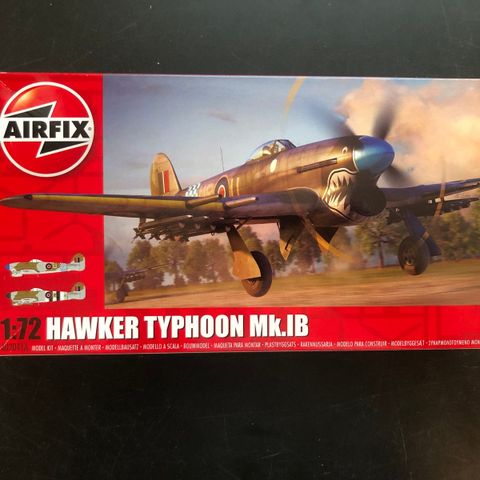 AIRFIX
1:72 HAWKER TYPHOON Mk.IB
MODEL KIT • MAQUETTE A MONTER • MODELLBAUSATZ • MODELLO A SCALA • BOUWMODEL • MAQUETA PARA MONTAR • PLASTBYGGSATS • RAKENNUSSARJA • MODELO PARA CONSTRUIR • MODELBYGGESÆT •